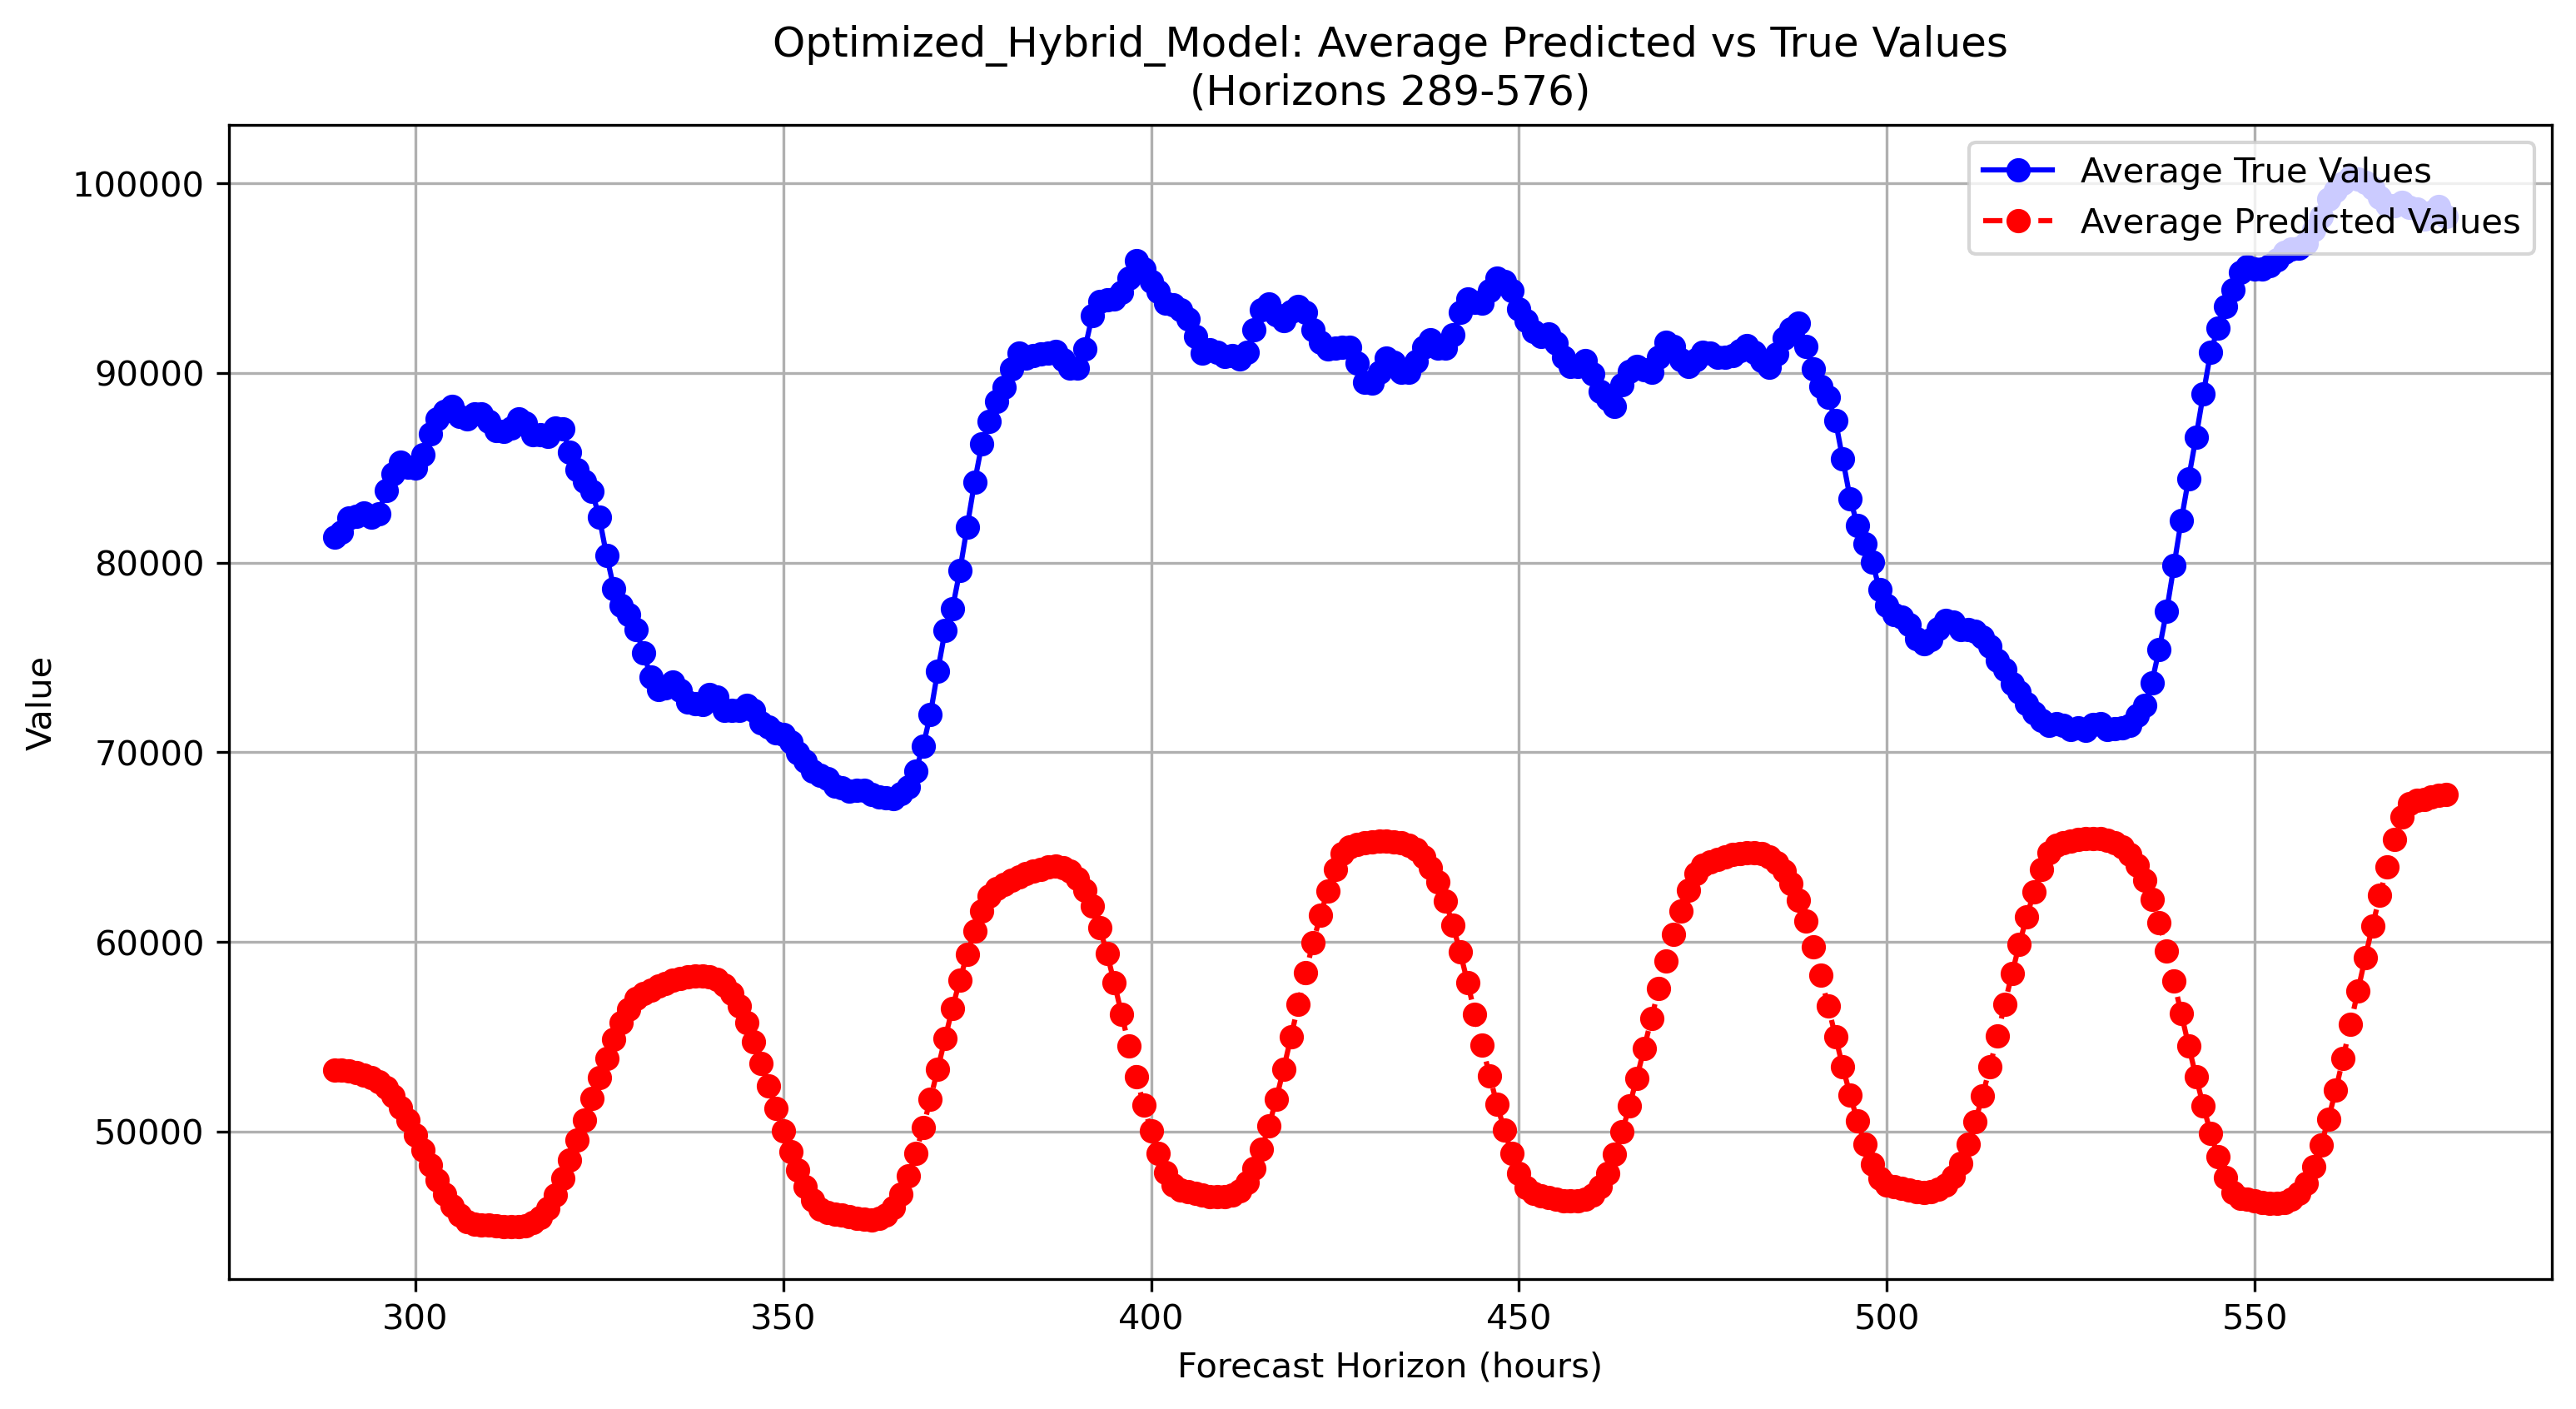 Optimized_Hybrid_Model: Average Predicted vs True Values
(Horizons 289-576)
Average True Values
Average Predicted Values
100000
90000
80000
70000
60000
50000
Value
300 350 400 450 500 550
Forecast Horizon (hours)